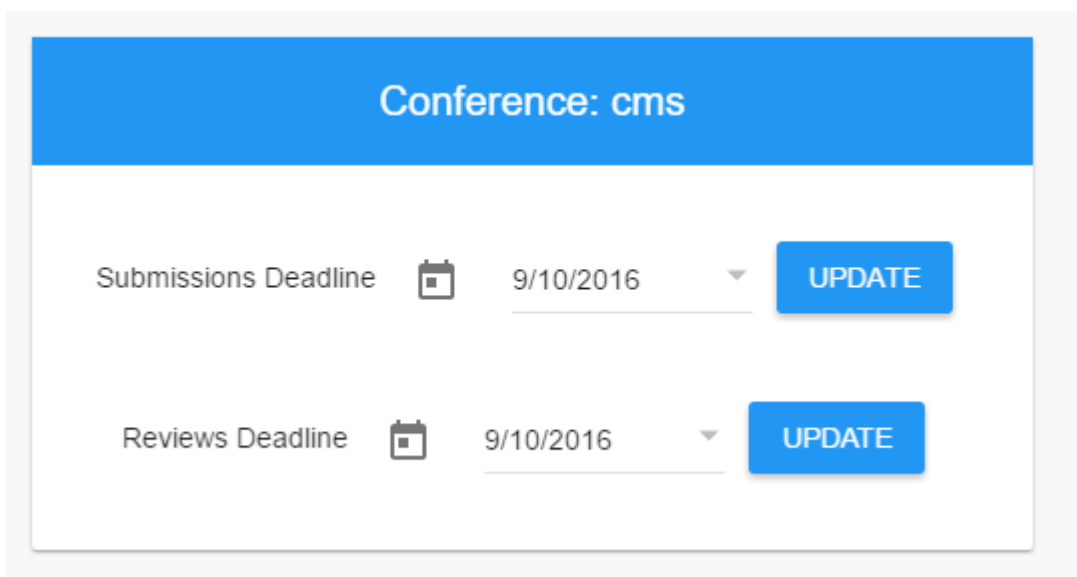 Conference: cms
Submissions Deadline 9/10/2016 UPDATE
Reviews Deadline 9/10/2016 UPDATE